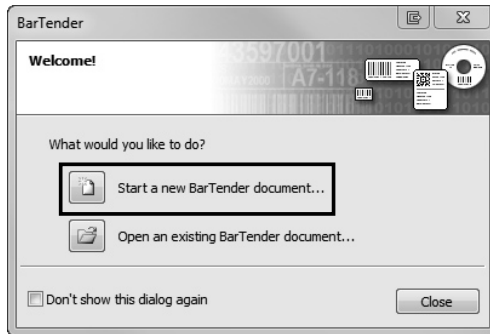 BarTender
Welcome!
3597001
A7-118
What would you like to do?
Start a new BarTender document...
Open an existing BarTender document...
Don't show this dialog again
Close